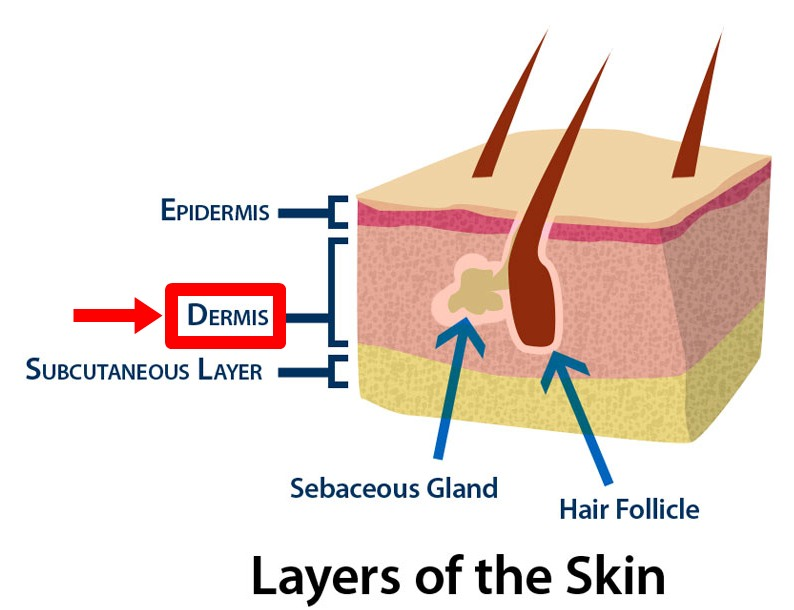 Epidermis
Dermis
Subcutaneous Layer
Sebaceous Gland
Hair Follicle
Layers of the Skin